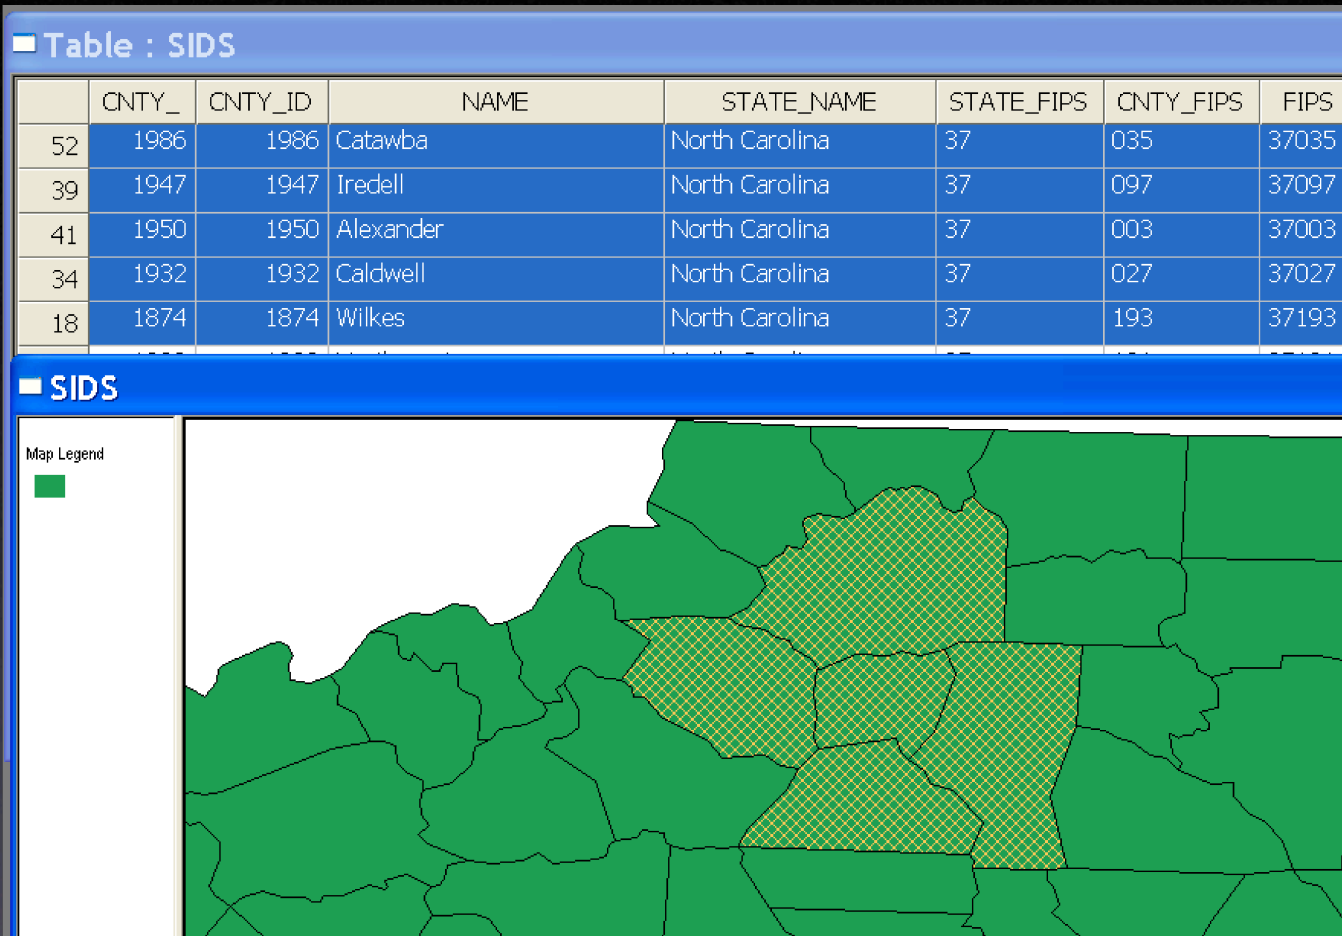 Table : SIDS
CNTY_ CNTY_ID NAME STATE_NAME STATE_FIPS CNTY_FIPS FIPS
52 1986 1986 Catawba North Carolina 37 035 37035
39 1947 1947 Iredell North Carolina 37 097 37097
41 1950 1950 Alexander North Carolina 37 003 37003
34 1932 1932 Caldwell North Carolina 37 027 37027
18 1874 1874 Wilkes North Carolina 37 193 37193
SIDS
Map Legend